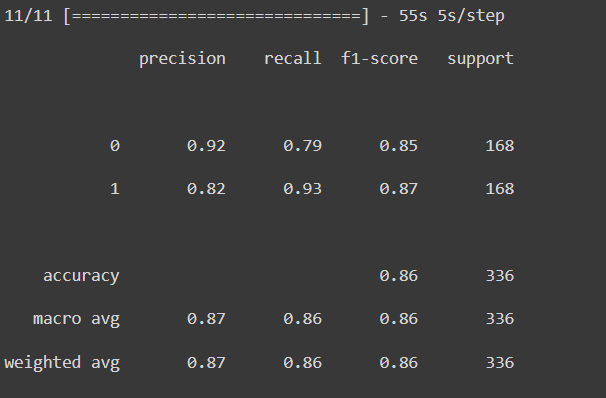 11/11 [==============================] - 55s 5s/step
precision recall f1-score support
0 0.92 0.79 0.85 168
1 0.82 0.93 0.87 168
accuracy 0.86 336
macro avg 0.87 0.86 0.86 336
weighted avg 0.87 0.86 0.86 336